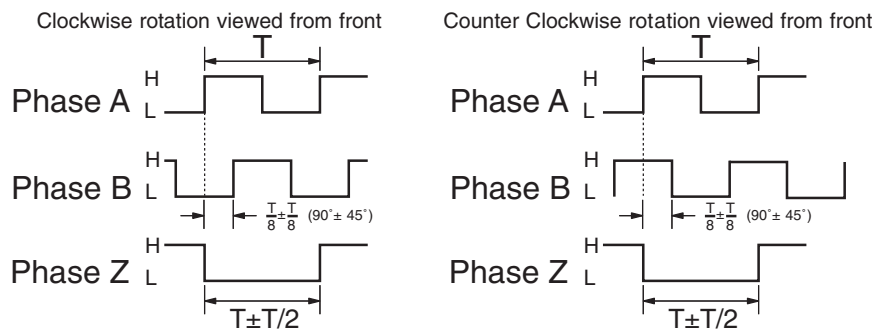 Clockwise rotation viewed from front
T
Phase A
H
L
Phase B
H
L
T/8±T/8 (90°± 45°)
Phase Z
H
L
T±T/2
Counter Clockwise rotation viewed from front
T
Phase A
H
L
Phase B
H
L
T/8±T/8 (90°± 45°)
Phase Z
H
L
T±T/2